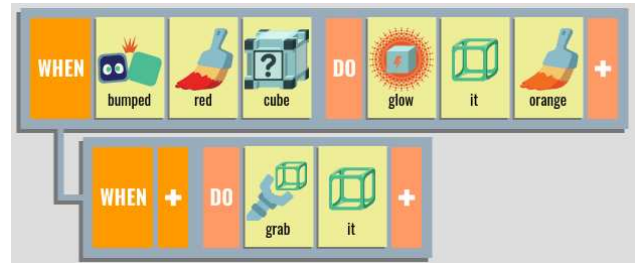 WHEN bumped red cube DO glow it orange +
WHEN + DO grab it +